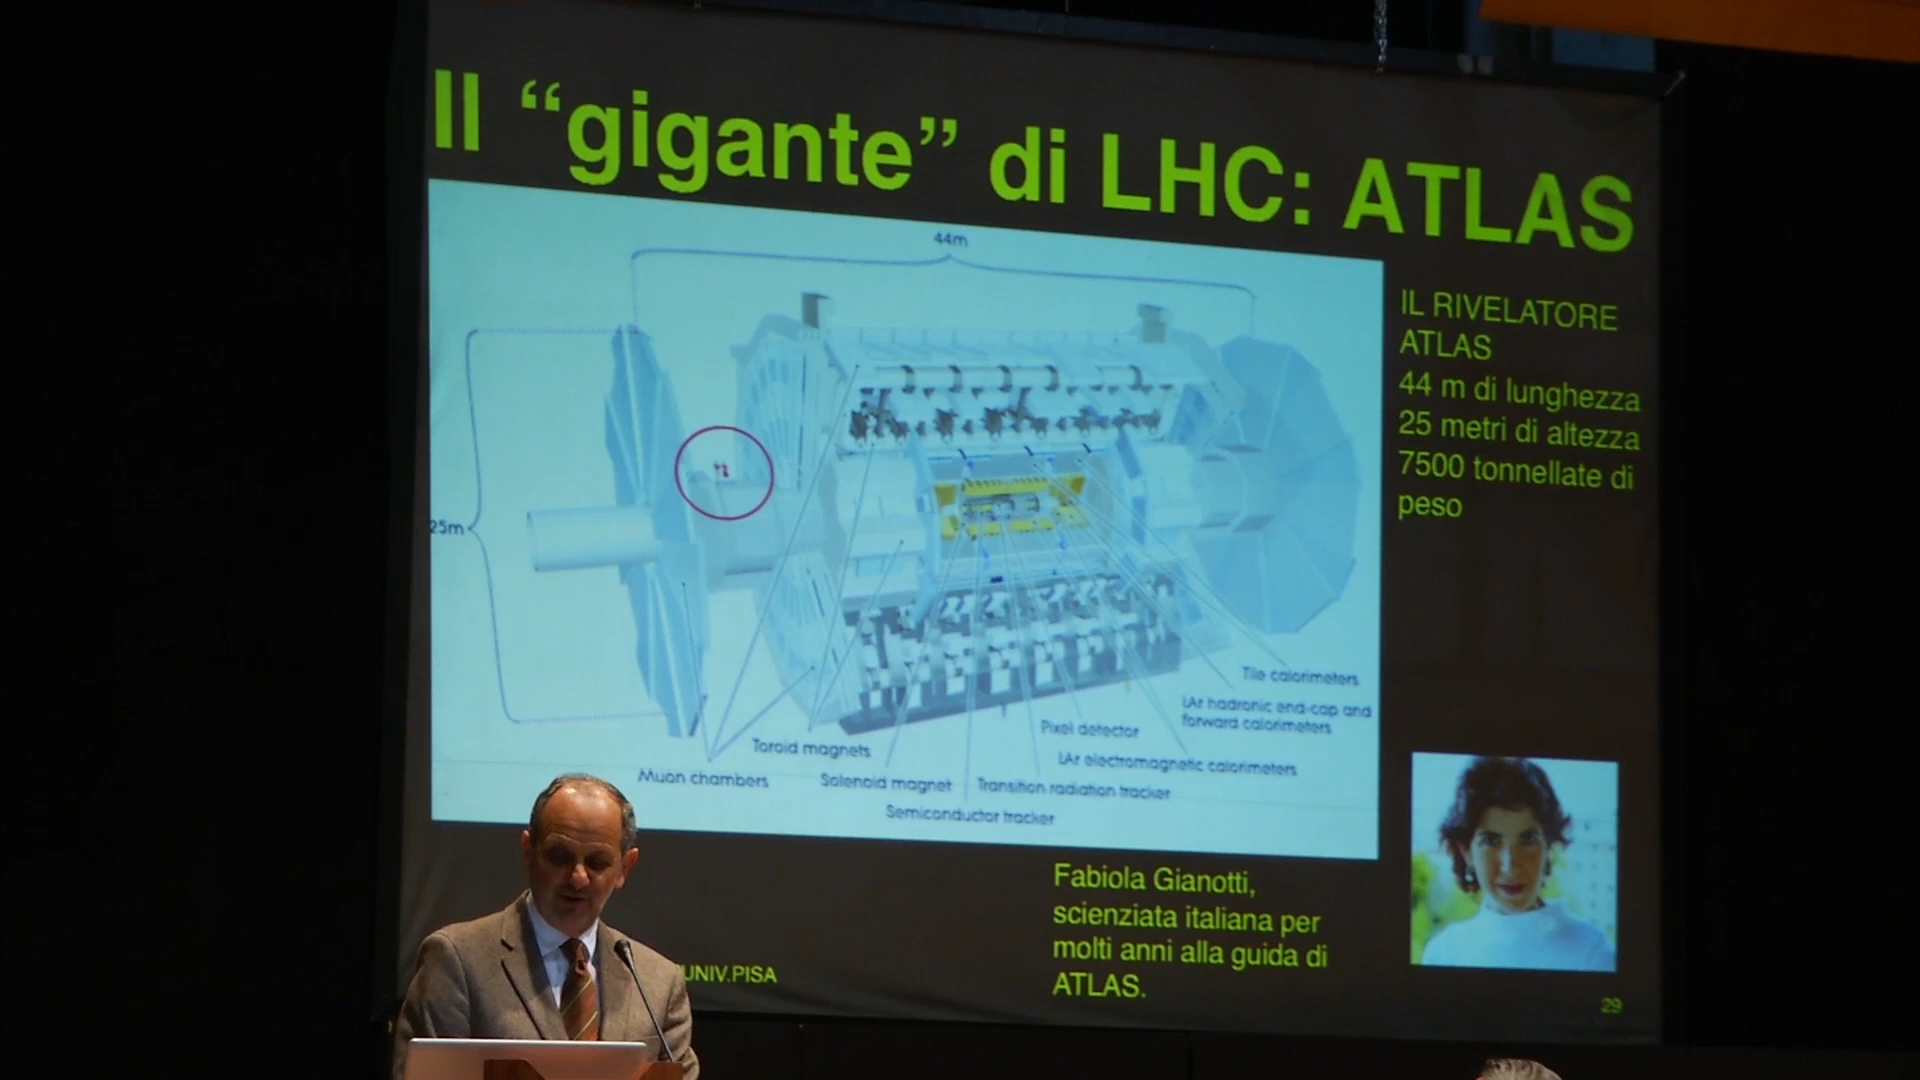 Il “gigante” di LHC: ATLAS
44m
25m
IL RIVELATORE
ATLAS
44 m di lunghezza
25 metri di altezza
7500 tonnellate di
peso
Tile calorimeters
LAr hadronic end-cap and
forward calorimeters
Pixel detector
LAr electromagnetic calorimeters
Toroid magnets
Muon chambers
Solenoid magnet
Transition radiation tracker
Semiconductor tracker
Fabiola Gianotti,
scienziata italiana per
molti anni alla guida di
ATLAS.
UNIV.PISA
29